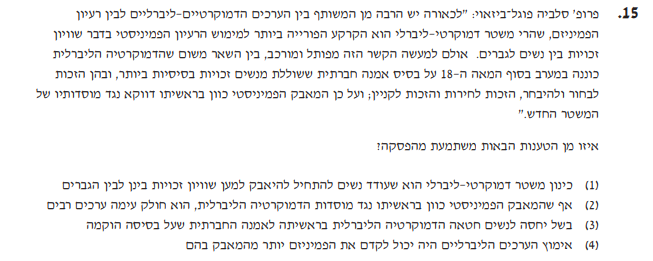 15. פרופ' סלביה פוגל-ביזאוי: "לכאורה יש הרבה מן המשותף בין הערכים הדמוקרטיים-ליברליים לבין רעיון
הפמיניזם, שהרי משטר דמוקרטי-ליברלי הוא הקרקע הפורייה ביותר למימוש הרעיון הפמיניסטי בדבר שוויון
זכויות בין נשים לגברים. אולם למעשה הקשר הזה מפותל ומורכב, בין השאר משום שהדמוקרטיה הליברלית
כוננה במערב בסוף המאה ה-18 על בסיס אמנה חברתית ששוללת מנשים זכויות בסיסיות ביותר, ובהן הזכות
לבחור ולהיבחר, הזכות לחירות והזכות לקניין; ועל כן המאבק הפמיניסטי כוון בראשיתו דווקא נגד מוסדותיו של
המשטר החדש."
איזו מן הטענות הבאות משתמעת מהפסקה?
(1) כינון משטר דמוקרטי-ליברלי הוא שעודד נשים להתחיל להיאבק למען שוויון זכויות בינן לבין הגברים
(2) אף שהמאבק הפמיניסטי כוון בראשיתו נגד מוסדות הדמוקרטיה הליברלית, הוא חולק עימה ערכים רבים
(3) בשל יחסה לנשים חטאה הדמוקרטיה הליברלית בראשיתה לאמנה החברתית שעל בסיסה הוקמה
(4) אימוץ הערכים הליברליים היה יכול לקדם את הפמיניזם יותר מהמאבק בהם